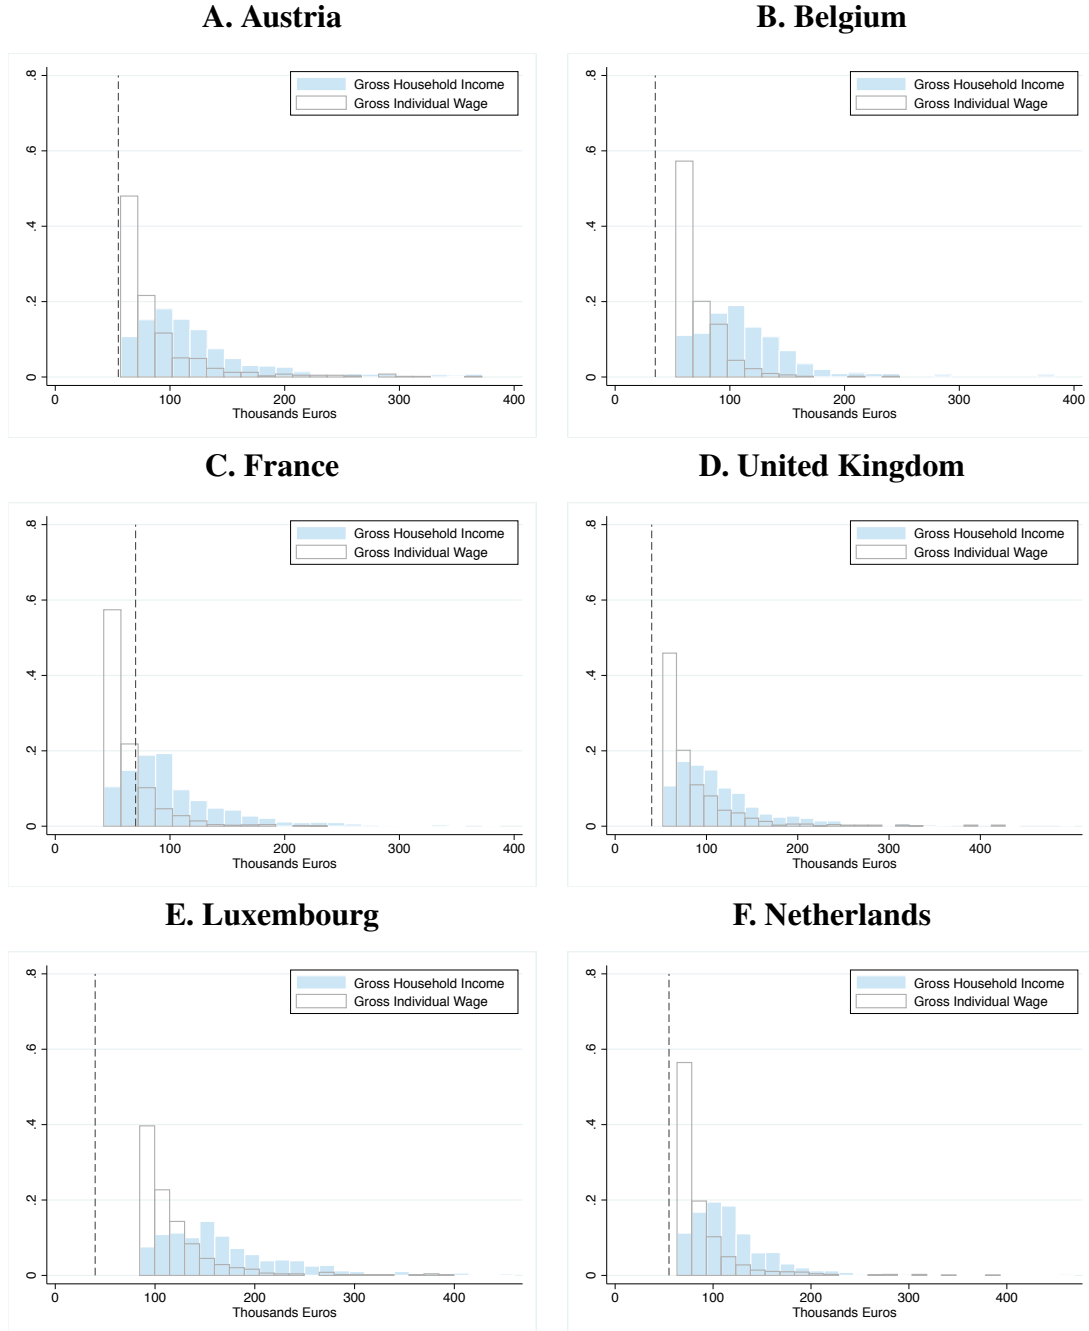 A. Austria
.8
.6
.4
.2
0
Gross Household Income
Gross Individual Wage
0 100 200 300 400
Thousands Euros
B. Belgium
.8
.6
.4
.2
0
Gross Household Income
Gross Individual Wage
0 100 200 300 400
Thousands Euros
C. France
.8
.6
.4
.2
0
Gross Household Income
Gross Individual Wage
0 100 200 300 400
Thousands Euros
D. United Kingdom
.8
.6
.4
.2
0
Gross Household Income
Gross Individual Wage
0 100 200 300 400
Thousands Euros
E. Luxembourg
.8
.6
.4
.2
0
Gross Household Income
Gross Individual Wage
0 100 200 300 400
Thousands Euros
F. Netherlands
.8
.6
.4
.2
0
Gross Household Income
Gross Individual Wage
0 100 200 300 400
Thousands Euros